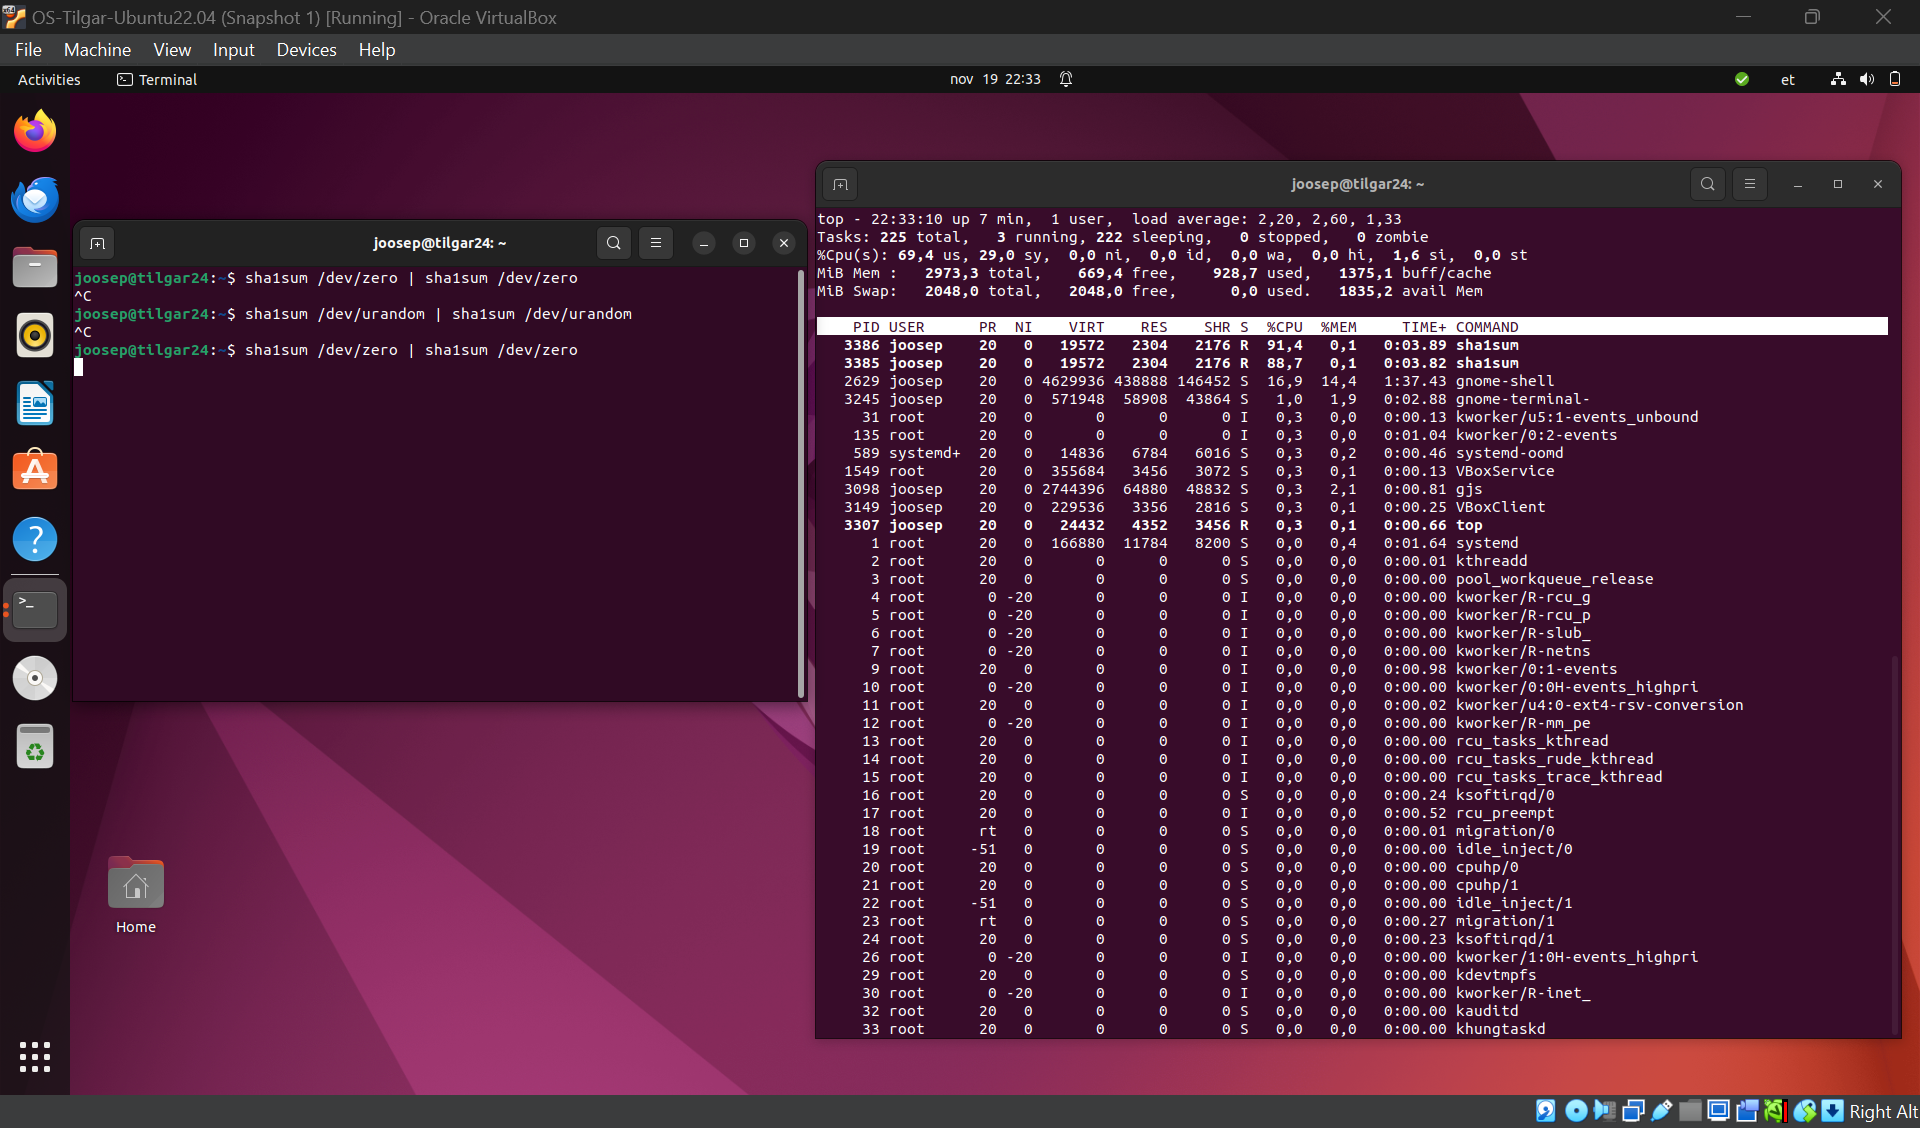 OS-Tilgar-Ubuntu22.04 (Snapshot 1) [Running] - Oracle VirtualBox
File Machine View Input Devices Help
Activities Terminal nov 19 22:33 et
joosep@tilgar24: ~
joosep@tilgar24:~$ sha1sum /dev/zero | sha1sum /dev/zero
^C
joosep@tilgar24:~$ sha1sum /dev/urandom | sha1sum /dev/urandom
^C
joosep@tilgar24:~$ sha1sum /dev/zero | sha1sum /dev/zero
joosep@tilgar24: ~
top - 22:33:10 up 7 min, 1 user, load average: 2,20, 2,60, 1,33
Tasks: 225 total, 3 running, 222 sleeping, 0 stopped, 0 zombie
%Cpu(s): 69,4 us, 29,0 sy, 0,0 ni, 0,0 id, 0,0 wa, 0,0 hi, 1,6 si, 0,0 st
MiB Mem : 2973,3 total, 669,4 free, 928,7 used, 1375,1 buff/cache
MiB Swap: 2048,0 total, 2048,0 free, 0,0 used. 1835,2 avail Mem
PID USER PR NI VIRT RES SHR S %CPU %MEM TIME+ COMMAND
3386 joosep 20 0 19572 2304 2176 R 91,4 0,1 0:03.89 sha1sum
3385 joosep 20 0 19572 2304 2176 R 88,7 0,1 0:03.82 sha1sum
2629 joosep 20 0 4629936 438888 146452 S 16,9 14,4 1:37.43 gnome-shell
3245 joosep 20 0 571948 58908 43864 S 1,0 1,9 0:02.88 gnome-terminal-
31 root 20 0 0 0 0 I 0,3 0,0 0:00.13 kworker/u5:1-events_unbound
135 root 20 0 0 0 0 I 0,3 0,0 0:01.04 kworker/0:2-events
589 systemd+ 20 0 14836 6784 6016 S 0,3 0,2 0:00.46 systemd-oomd
1549 root 20 0 355684 3456 3072 S 0,3 0,1 0:00.13 VBoxService
3098 joosep 20 0 2744396 64880 48832 S 0,3 2,1 0:00.81 gjs
3149 joosep 20 0 229536 3356 2816 S 0,3 0,1 0:00.25 VBoxClient
3307 joosep 20 0 24432 4352 3456 R 0,3 0,1 0:00.66 top
1 root 20 0 166880 11784 8200 S 0,0 0,4 0:01.64 systemd
2 root 20 0 0 0 0 S 0,0 0,0 0:00.01 kthreadd
3 root 20 0 0 0 0 S 0,0 0,0 0:00.00 pool_workqueue_release
4 root 0 -20 0 0 0 I 0,0 0,0 0:00.00 kworker/R-rcu_g
5 root 0 -20 0 0 0 I 0,0 0,0 0:00.00 kworker/R-rcu_p
6 root 0 -20 0 0 0 I 0,0 0,0 0:00.00 kworker/R-slub_
7 root 0 -20 0 0 0 I 0,0 0,0 0:00.00 kworker/R-netns
9 root 20 0 0 0 0 I 0,0 0,0 0:00.98 kworker/0:1-events
10 root 0 -20 0 0 0 I 0,0 0,0 0:00.00 kworker/0:0H-events_highpri
11 root 20 0 0 0 0 I 0,0 0,0 0:00.02 kworker/u4:0-ext4-rsv-conversion
12 root 0 -20 0 0 0 I 0,0 0,0 0:00.00 kworker/R-mm_pe
13 root 20 0 0 0 0 I 0,0 0,0 0:00.00 rcu_tasks_kthread
14 root 20 0 0 0 0 I 0,0 0,0 0:00.00 rcu_tasks_rude_kthread
15 root 20 0 0 0 0 I 0,0 0,0 0:00.00 rcu_tasks_trace_kthread
16 root 20 0 0 0 0 S 0,0 0,0 0:00.24 ksoftirqd/0
17 root 20 0 0 0 0 I 0,0 0,0 0:00.52 rcu_preempt
18 root rt 0 0 0 0 S 0,0 0,0 0:00.01 migration/0
19 root -51 0 0 0 0 S 0,0 0,0 0:00.00 idle_inject/0
20 root 20 0 0 0 0 S 0,0 0,0 0:00.00 cpuhp/0
21 root 20 0 0 0 0 S 0,0 0,0 0:00.00 cpuhp/1
22 root -51 0 0 0 0 S 0,0 0,0 0:00.00 idle_inject/1
23 root rt 0 0 0 0 S 0,0 0,0 0:00.27 migration/1
24 root 20 0 0 0 0 S 0,0 0,0 0:00.23 ksoftirqd/1
26 root 0 -20 0 0 0 I 0,0 0,0 0:00.00 kworker/1:0H-events_highpri
29 root 20 0 0 0 0 S 0,0 0,0 0:00.00 kdevtmpfs
30 root 0 -20 0 0 0 I 0,0 0,0 0:00.00 kworker/R-inet_
32 root 20 0 0 0 0 S 0,0 0,0 0:00.00 kauditd
33 root 20 0 0 0 0 S 0,0 0,0 0:00.00 khungtaskd
Home
Right Alt